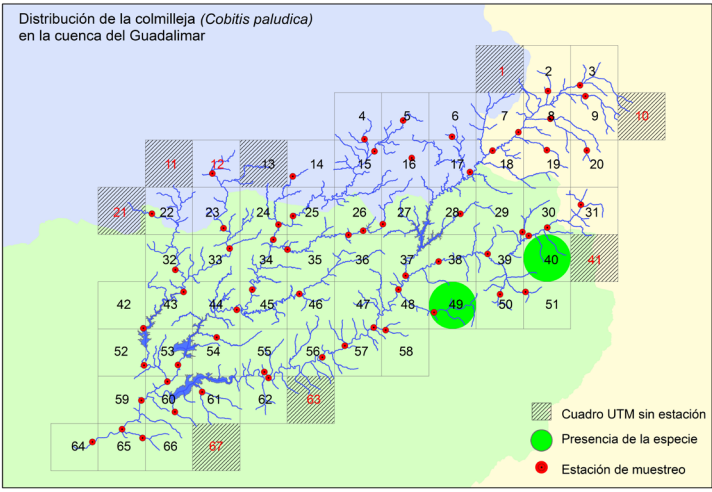 Distribución de la colmilleja (Cobitis paludica)
en la cuenca del Guadalimar
1 2 3
4 5 6 7 8 9 10
11 12 13 14 15 16 17 18 19 20
21 22 23 24 25 26 27 28 29 30 31
32 33 34 35 36 37 38 39 40 41
42 43 44 45 46 47 48 49 50 51
52 53 54 55 56 57 58
59 60 61 62 63
64 65 66 67
Cuadro UTM sin estación
Presencia de la especie
Estación de muestreo